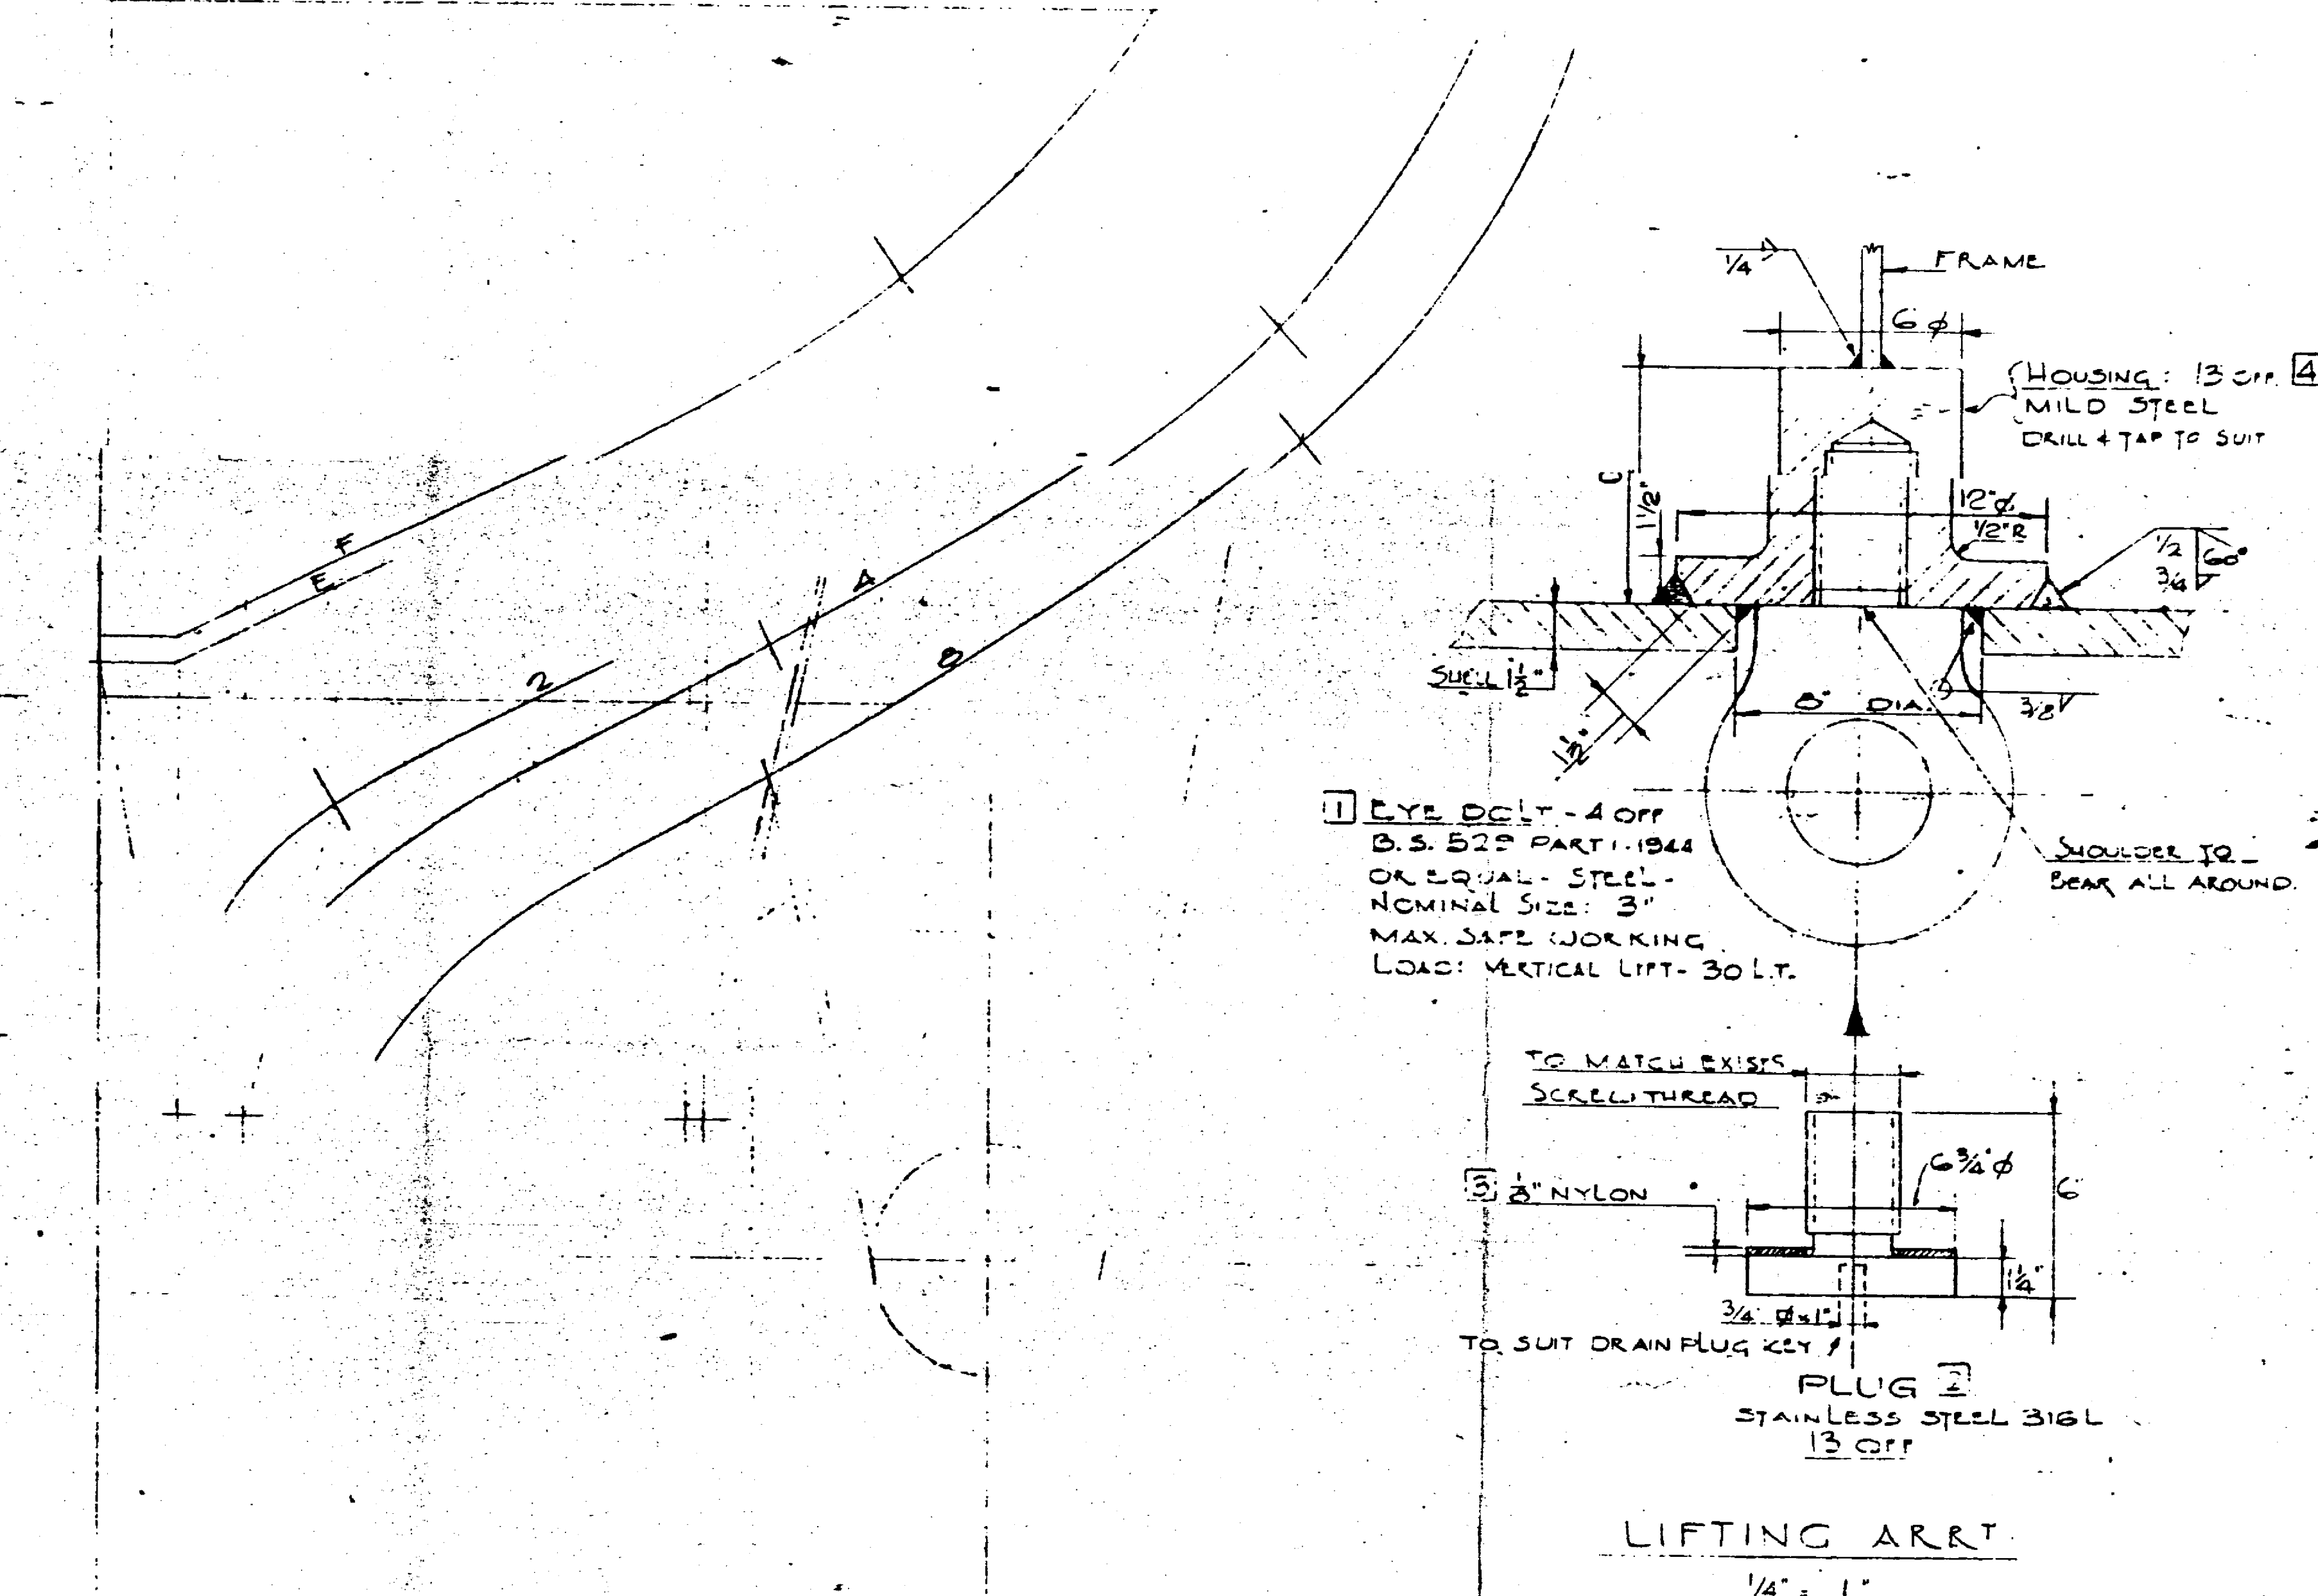 F
E
2
A
B
1/4
FRAME
6 ϕ
HOUSING: 13 OFF. 4
MILD STEEL
DRILL & TAP TO SUIT
C
1 1/2"
12" ϕ
1/2" R
1/2
3/4
60°
SHELL 1 1/2"
1 1/2"
8" DIA.
3/8
1 EYE BOLT - 4 OFF
B.S. 529 PART 1.-1944
OR EQUAL - STEEL -
NOMINAL SIZE: 3"
MAX. SAFE WORKING
LOAD: VERTICAL LIFT - 30 L.T.
SHOULDER TO
BEAR ALL AROUND.
TO MATCH EXISTG
SCREW THREAD
6 3/4" ϕ
6"
3 1/8" NYLON
1 1/4"
3/4" ϕ x 1"
TO SUIT DRAIN PLUG KEY
PLUG 2
STAINLESS STEEL 316L
13 OFF
LIFTING ARRT.
1/4" = 1"